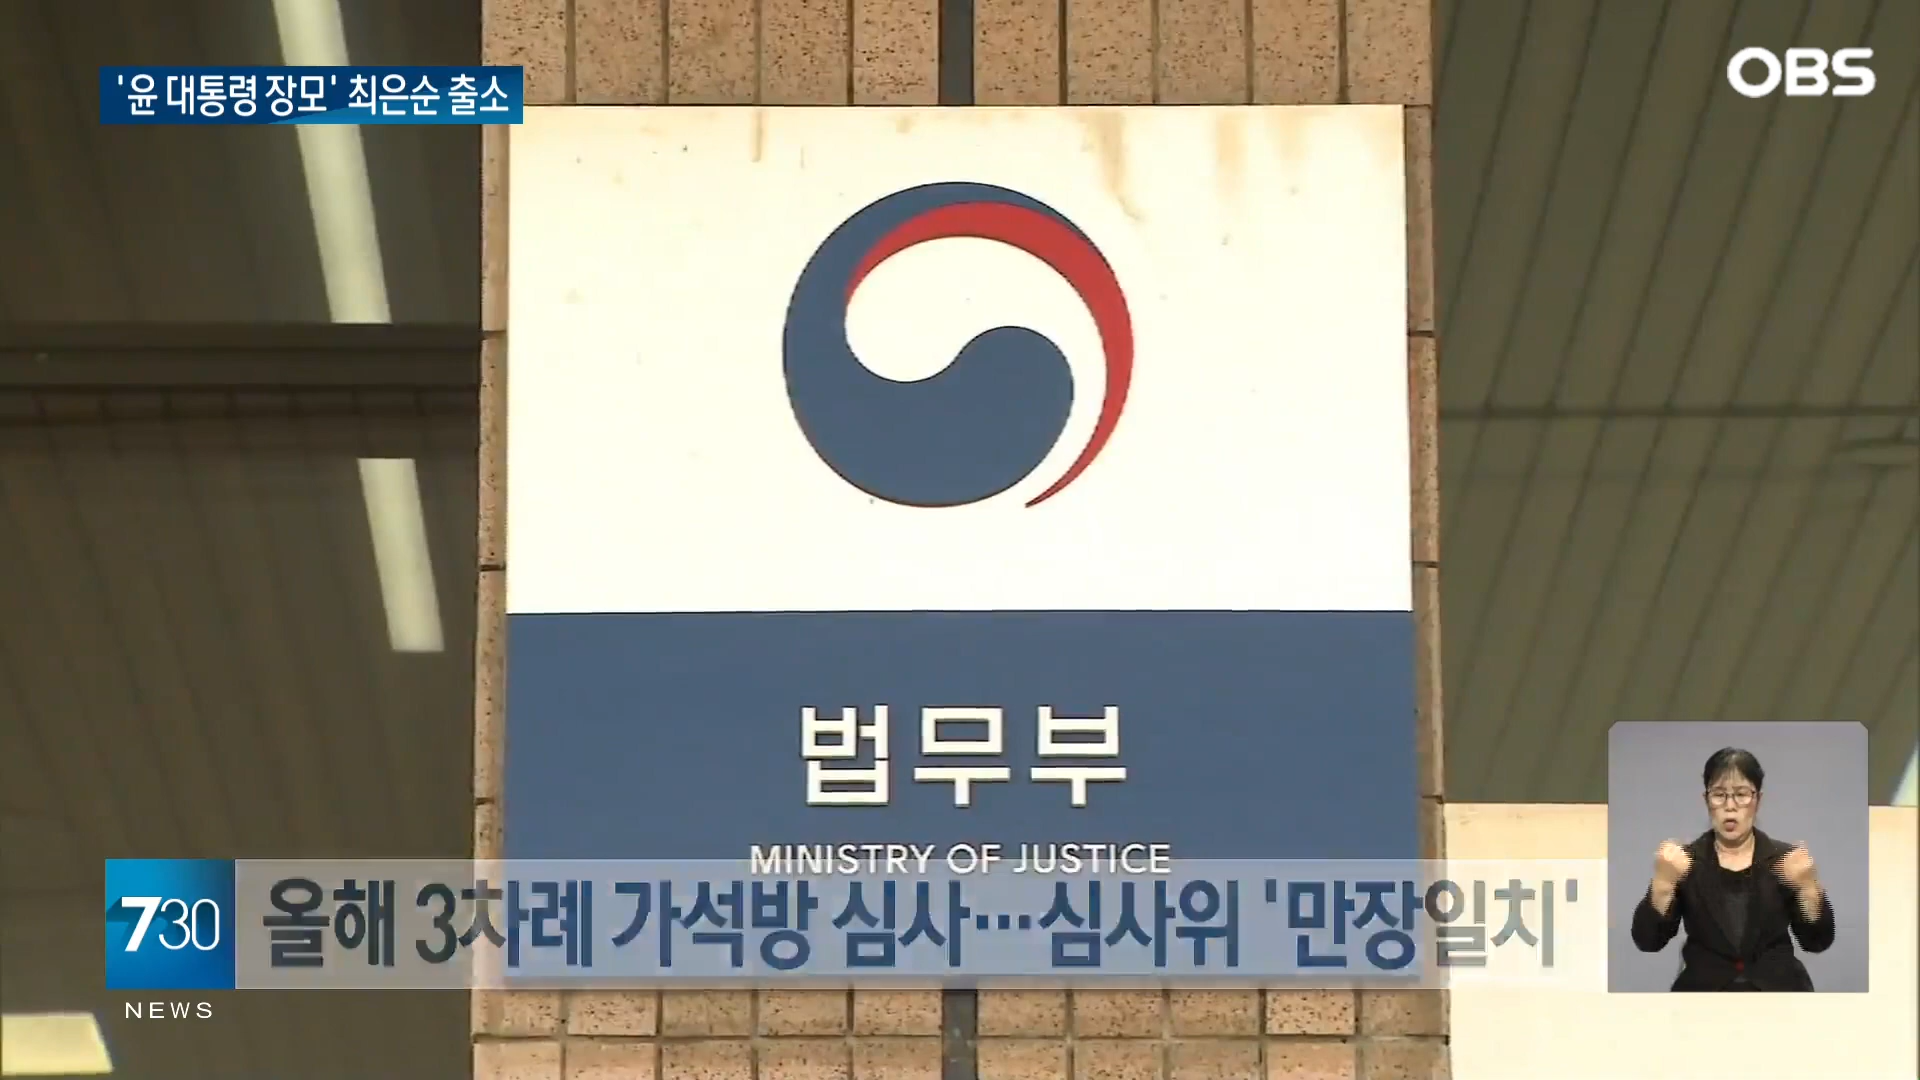 '윤 대통령 장모' 최은순 출소
OBS
법무부
MINISTRY OF JUSTICE
730 올해 3차례 가석방 심사…심사위 '만장일치'
NEWS